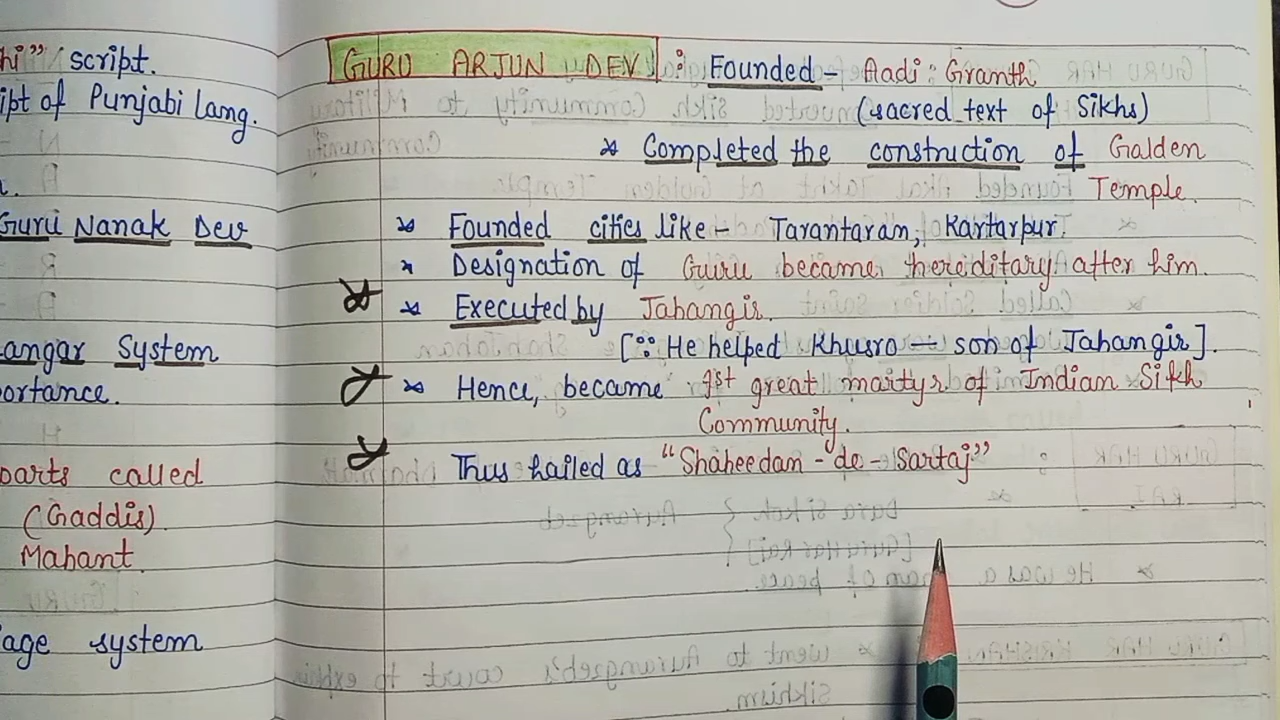 hi" script.
ipt of Punjabi Lang.
Guru Nanak Dev
angar System
ortance.
parts called
(Gaddis).
Mahant.
iage system
GURU ARJUN DEV : Founded - Aadi : Granth
(sacred text of Sikhs)
* Completed the construction of Golden
Temple.
* Founded cities like - Tarantaran, Kartarpur.
* Designation of Guru became hereditary after him.
* Executed by Jahangir.
[∵ He helped Khusro — son of Jahangir].
* Hence, became 1st great martyr of Indian Sikh
Community.
Thus hailed as "Shaheedan - de - Sartaj"